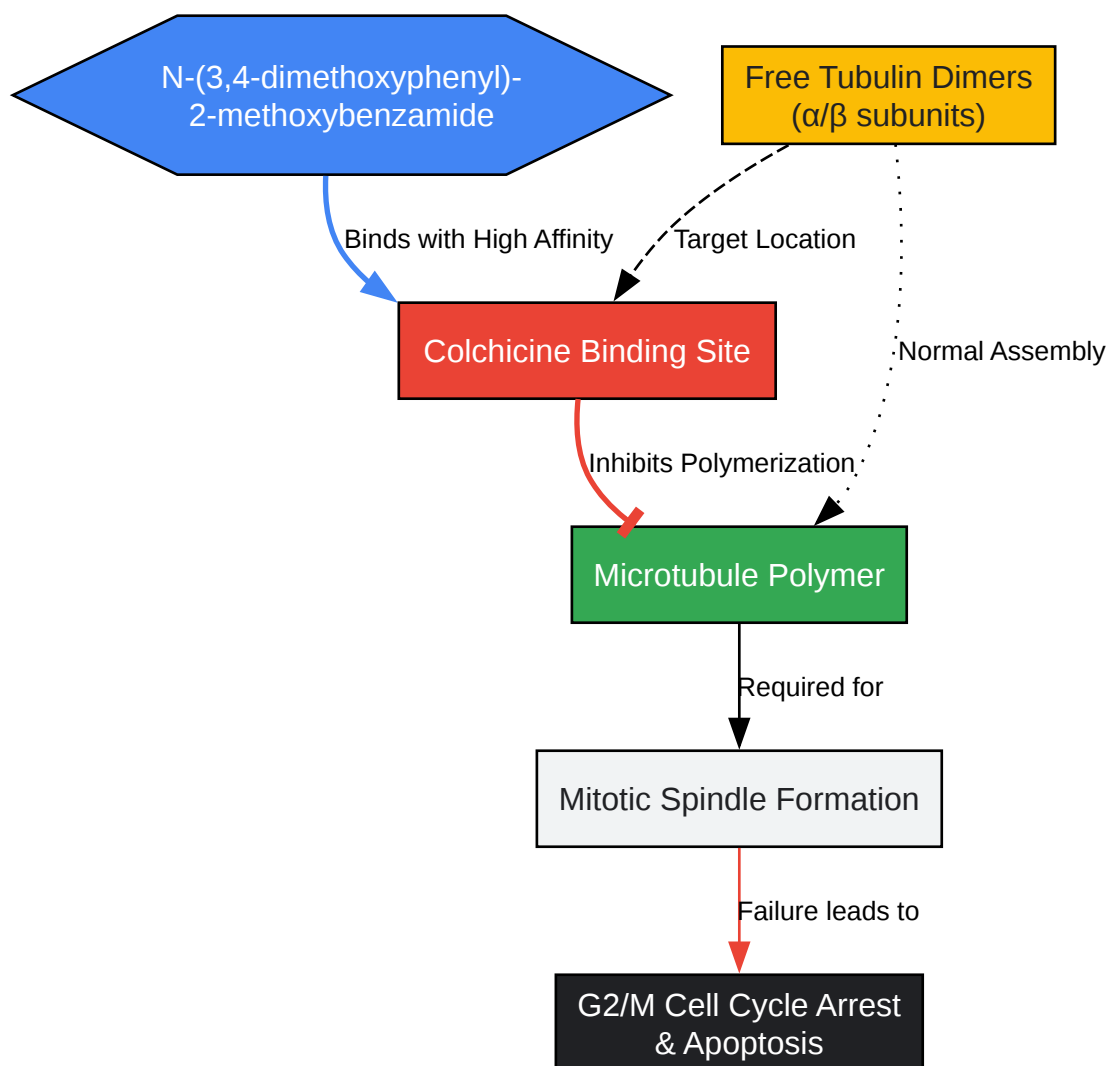 N-(3,4-dimethoxyphenyl)-
2-methoxybenzamide
Free Tubulin Dimers
(α/β subunits)
Binds with High Affinity
Target Location
Colchicine Binding Site
Normal Assembly
Inhibits Polymerization
Microtubule Polymer
Required for
Mitotic Spindle Formation
Failure leads to
G2/M Cell Cycle Arrest
& Apoptosis